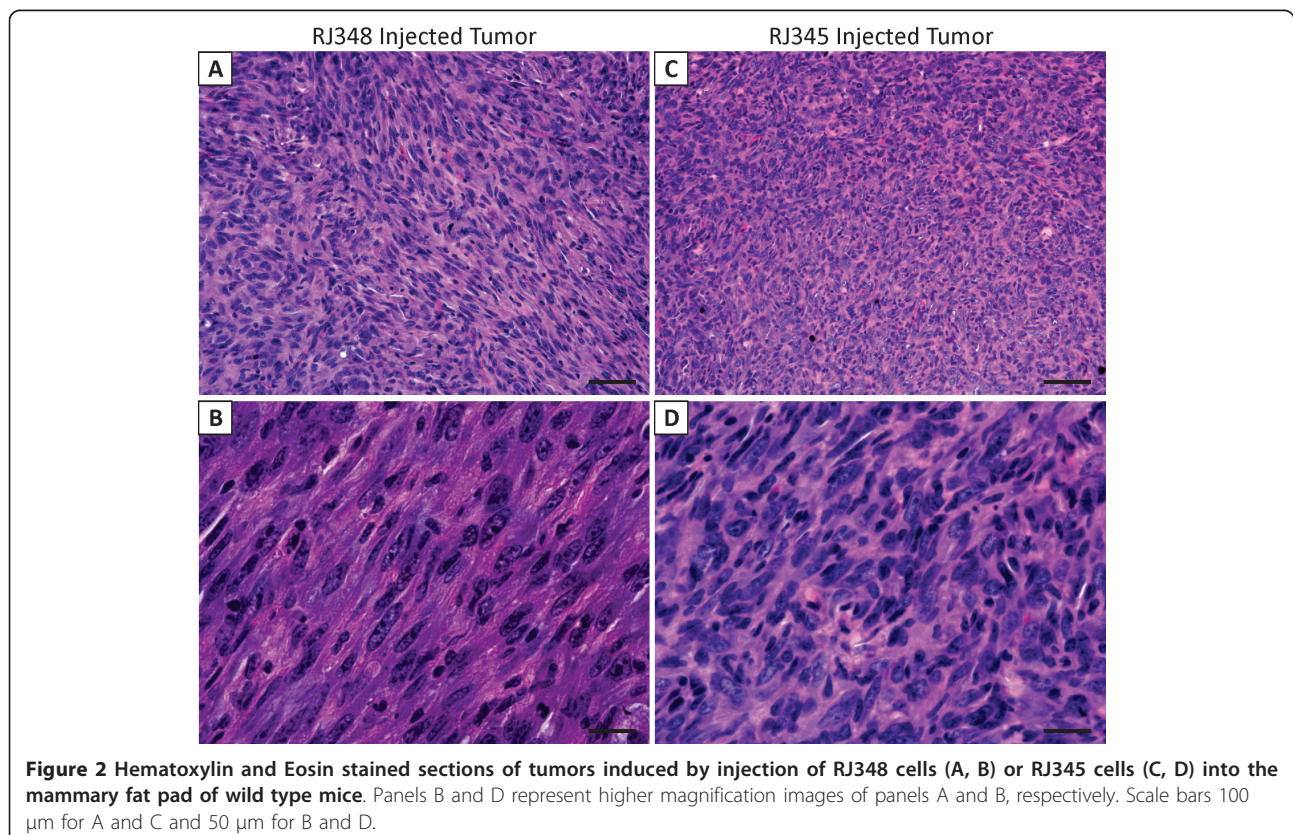 RJ348 Injected Tumor
RJ345 Injected Tumor
A
C
B
D
Figure 2 Hematoxylin and Eosin stained sections of tumors induced by injection of RJ348 cells (A, B) or RJ345 cells (C, D) into the
mammary fat pad of wild type mice. Panels B and D represent higher magnification images of panels A and B, respectively. Scale bars 100
μm for A and C and 50 μm for B and D.